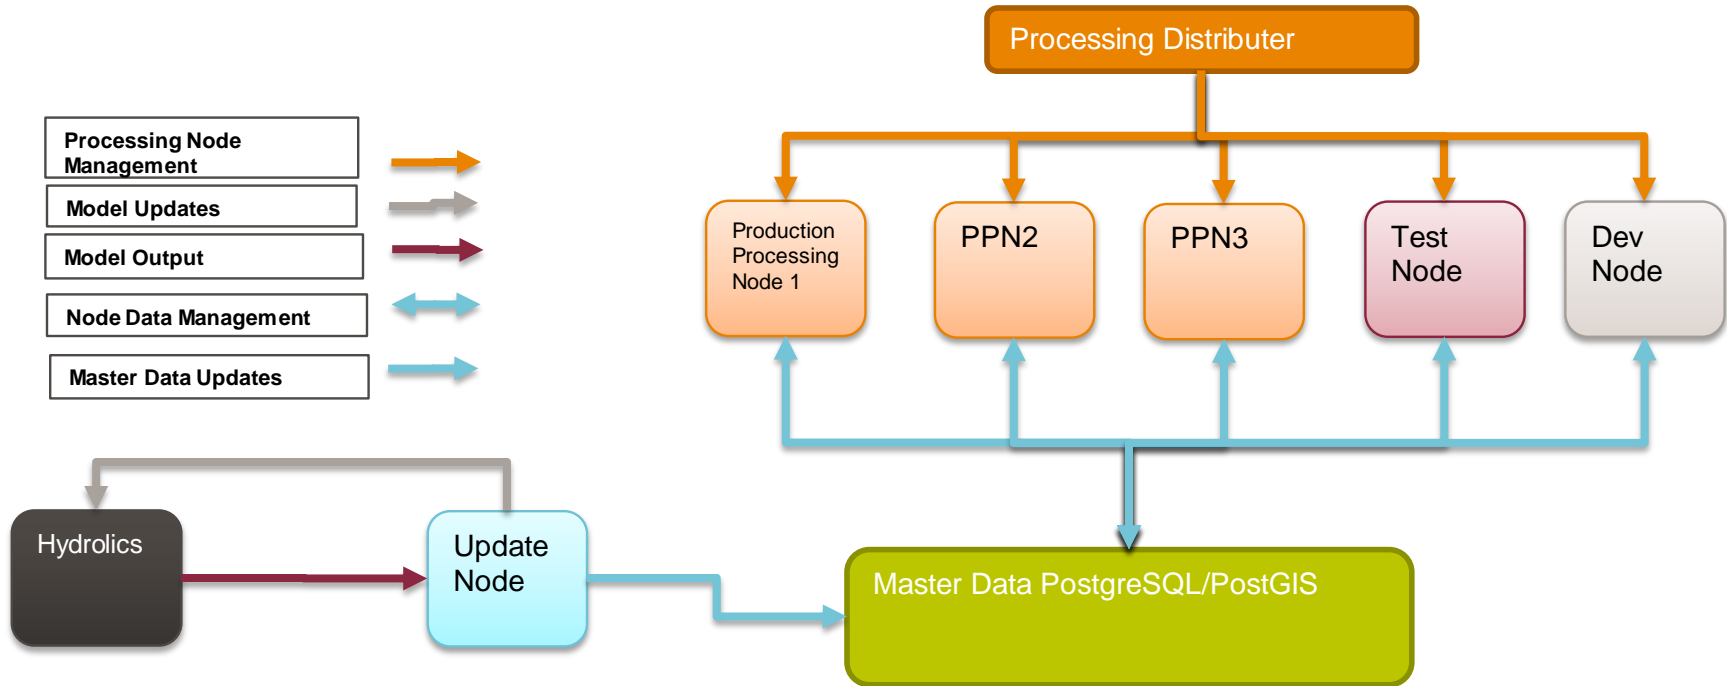 Processing Distributer
Processing Node
Management
Model Updates
Model Output
Node Data Management
Master Data Updates
Production
Processing
Node 1
PPN2
PPN3
Test
Node
Dev
Node
Hydrolics
Update
Node
Master Data PostgreSQL/PostGIS